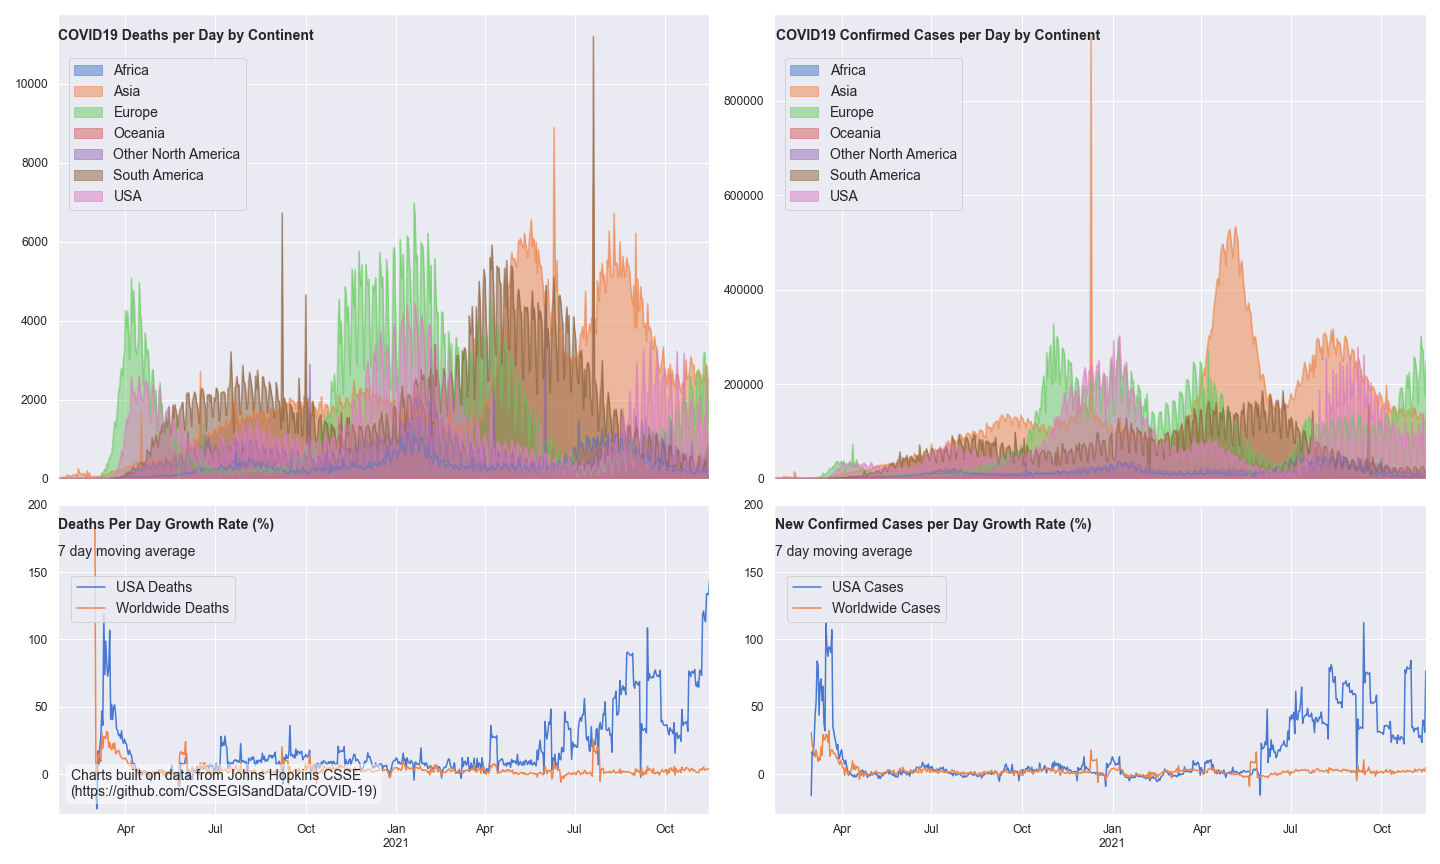 COVID19 Deaths per Day by Continent
10000
8000
6000
4000
2000
0
Africa
Asia
Europe
Oceania
Other North America
South America
USA
COVID19 Confirmed Cases per Day by Continent
800000
600000
400000
200000
0
Africa
Asia
Europe
Oceania
Other North America
South America
USA
Deaths Per Day Growth Rate (%)
7 day moving average
200
150
100
50
0
USA Deaths
Worldwide Deaths
Charts built on data from Johns Hopkins CSSE
(https://github.com/CSSEGISandData/COVID-19)
Apr Jul Oct Jan Apr Jul Oct
2021
New Confirmed Cases per Day Growth Rate (%)
7 day moving average
200
150
100
50
0
USA Cases
Worldwide Cases
Apr Jul Oct Jan Apr Jul Oct
2021